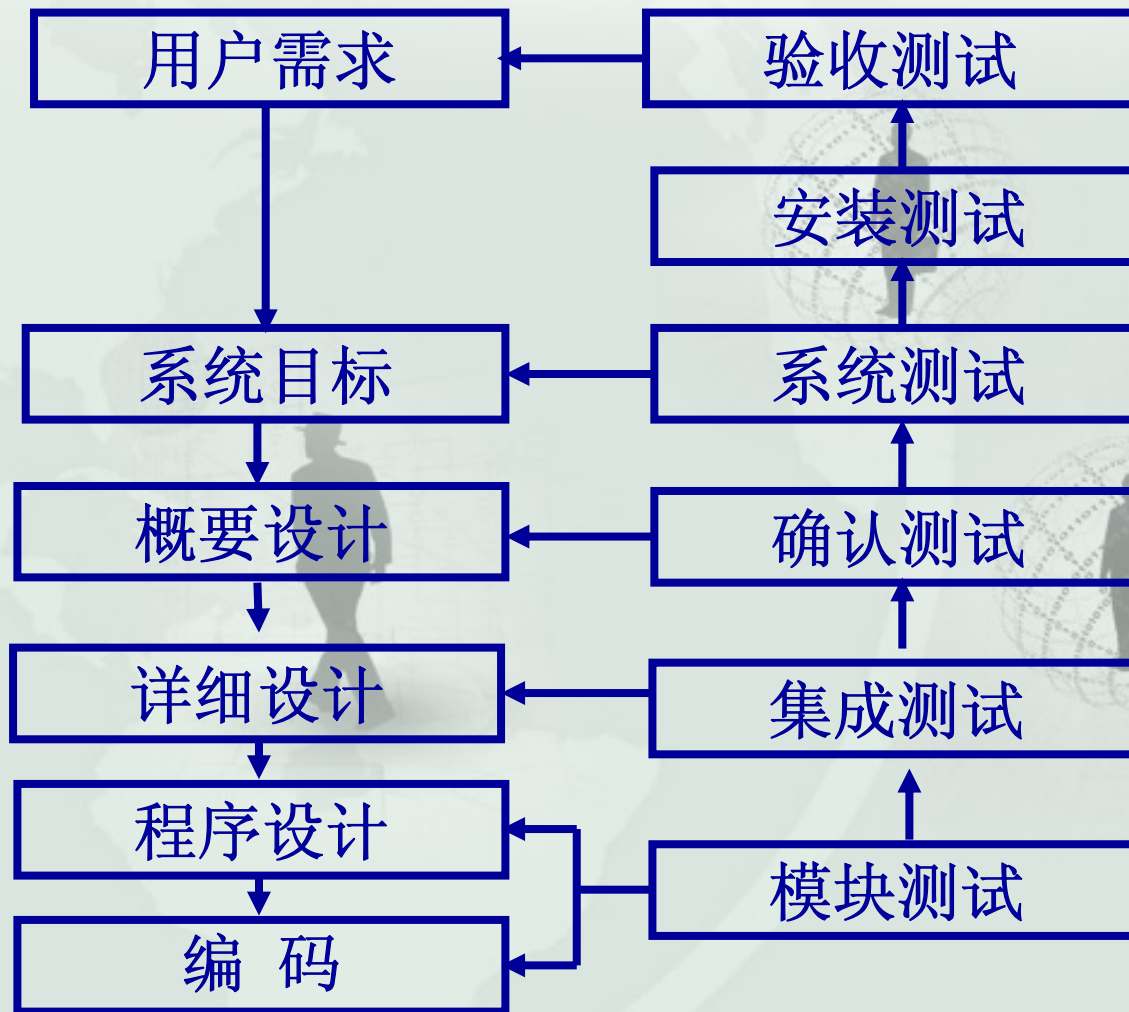 用户需求
验收测试
安装测试
系统目标
系统测试
概要设计
确认测试
详细设计
集成测试
程序设计
模块测试
编 码